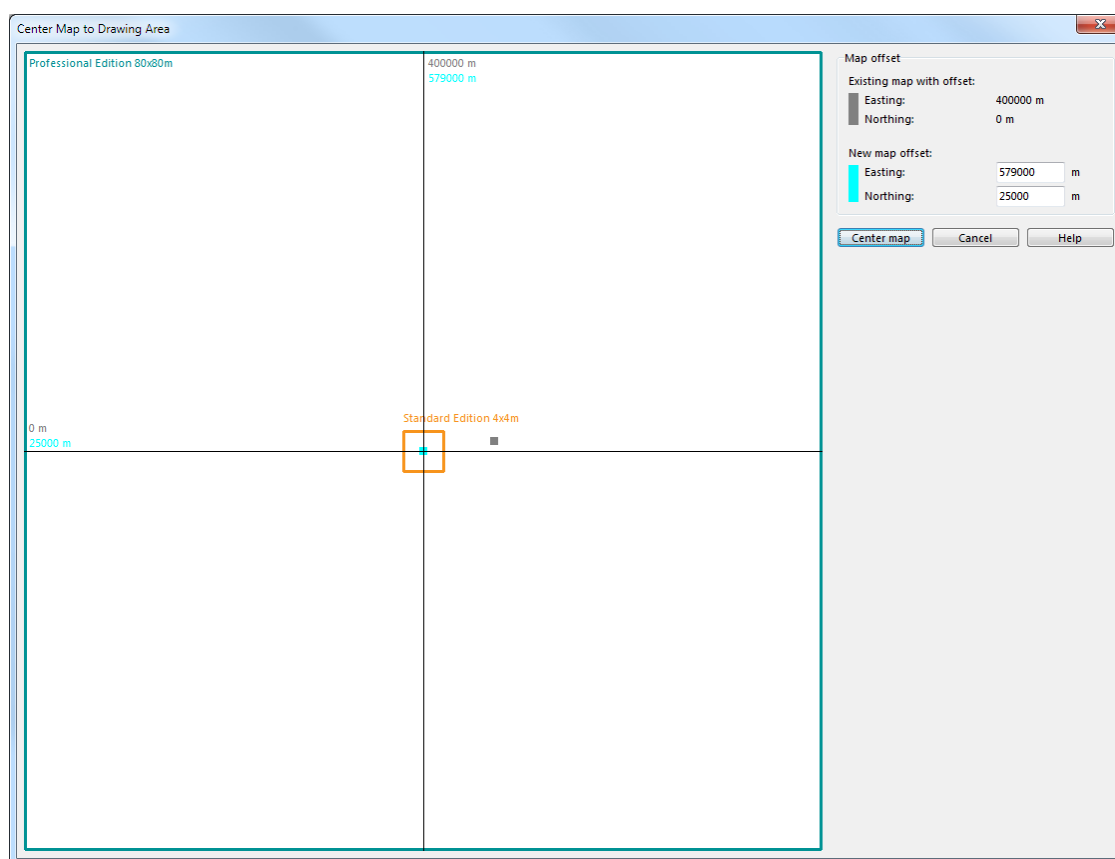 Center Map to Drawing Area
Professional Edition 80x80m
400000 m
579000 m
0 m
25000 m
Standard Edition 4x4m
Map offset
Existing map with offset:
Easting: 400000 m
Northing: 0 m
New map offset:
Easting: 579000 m
Northing: 25000 m
Center map Cancel Help